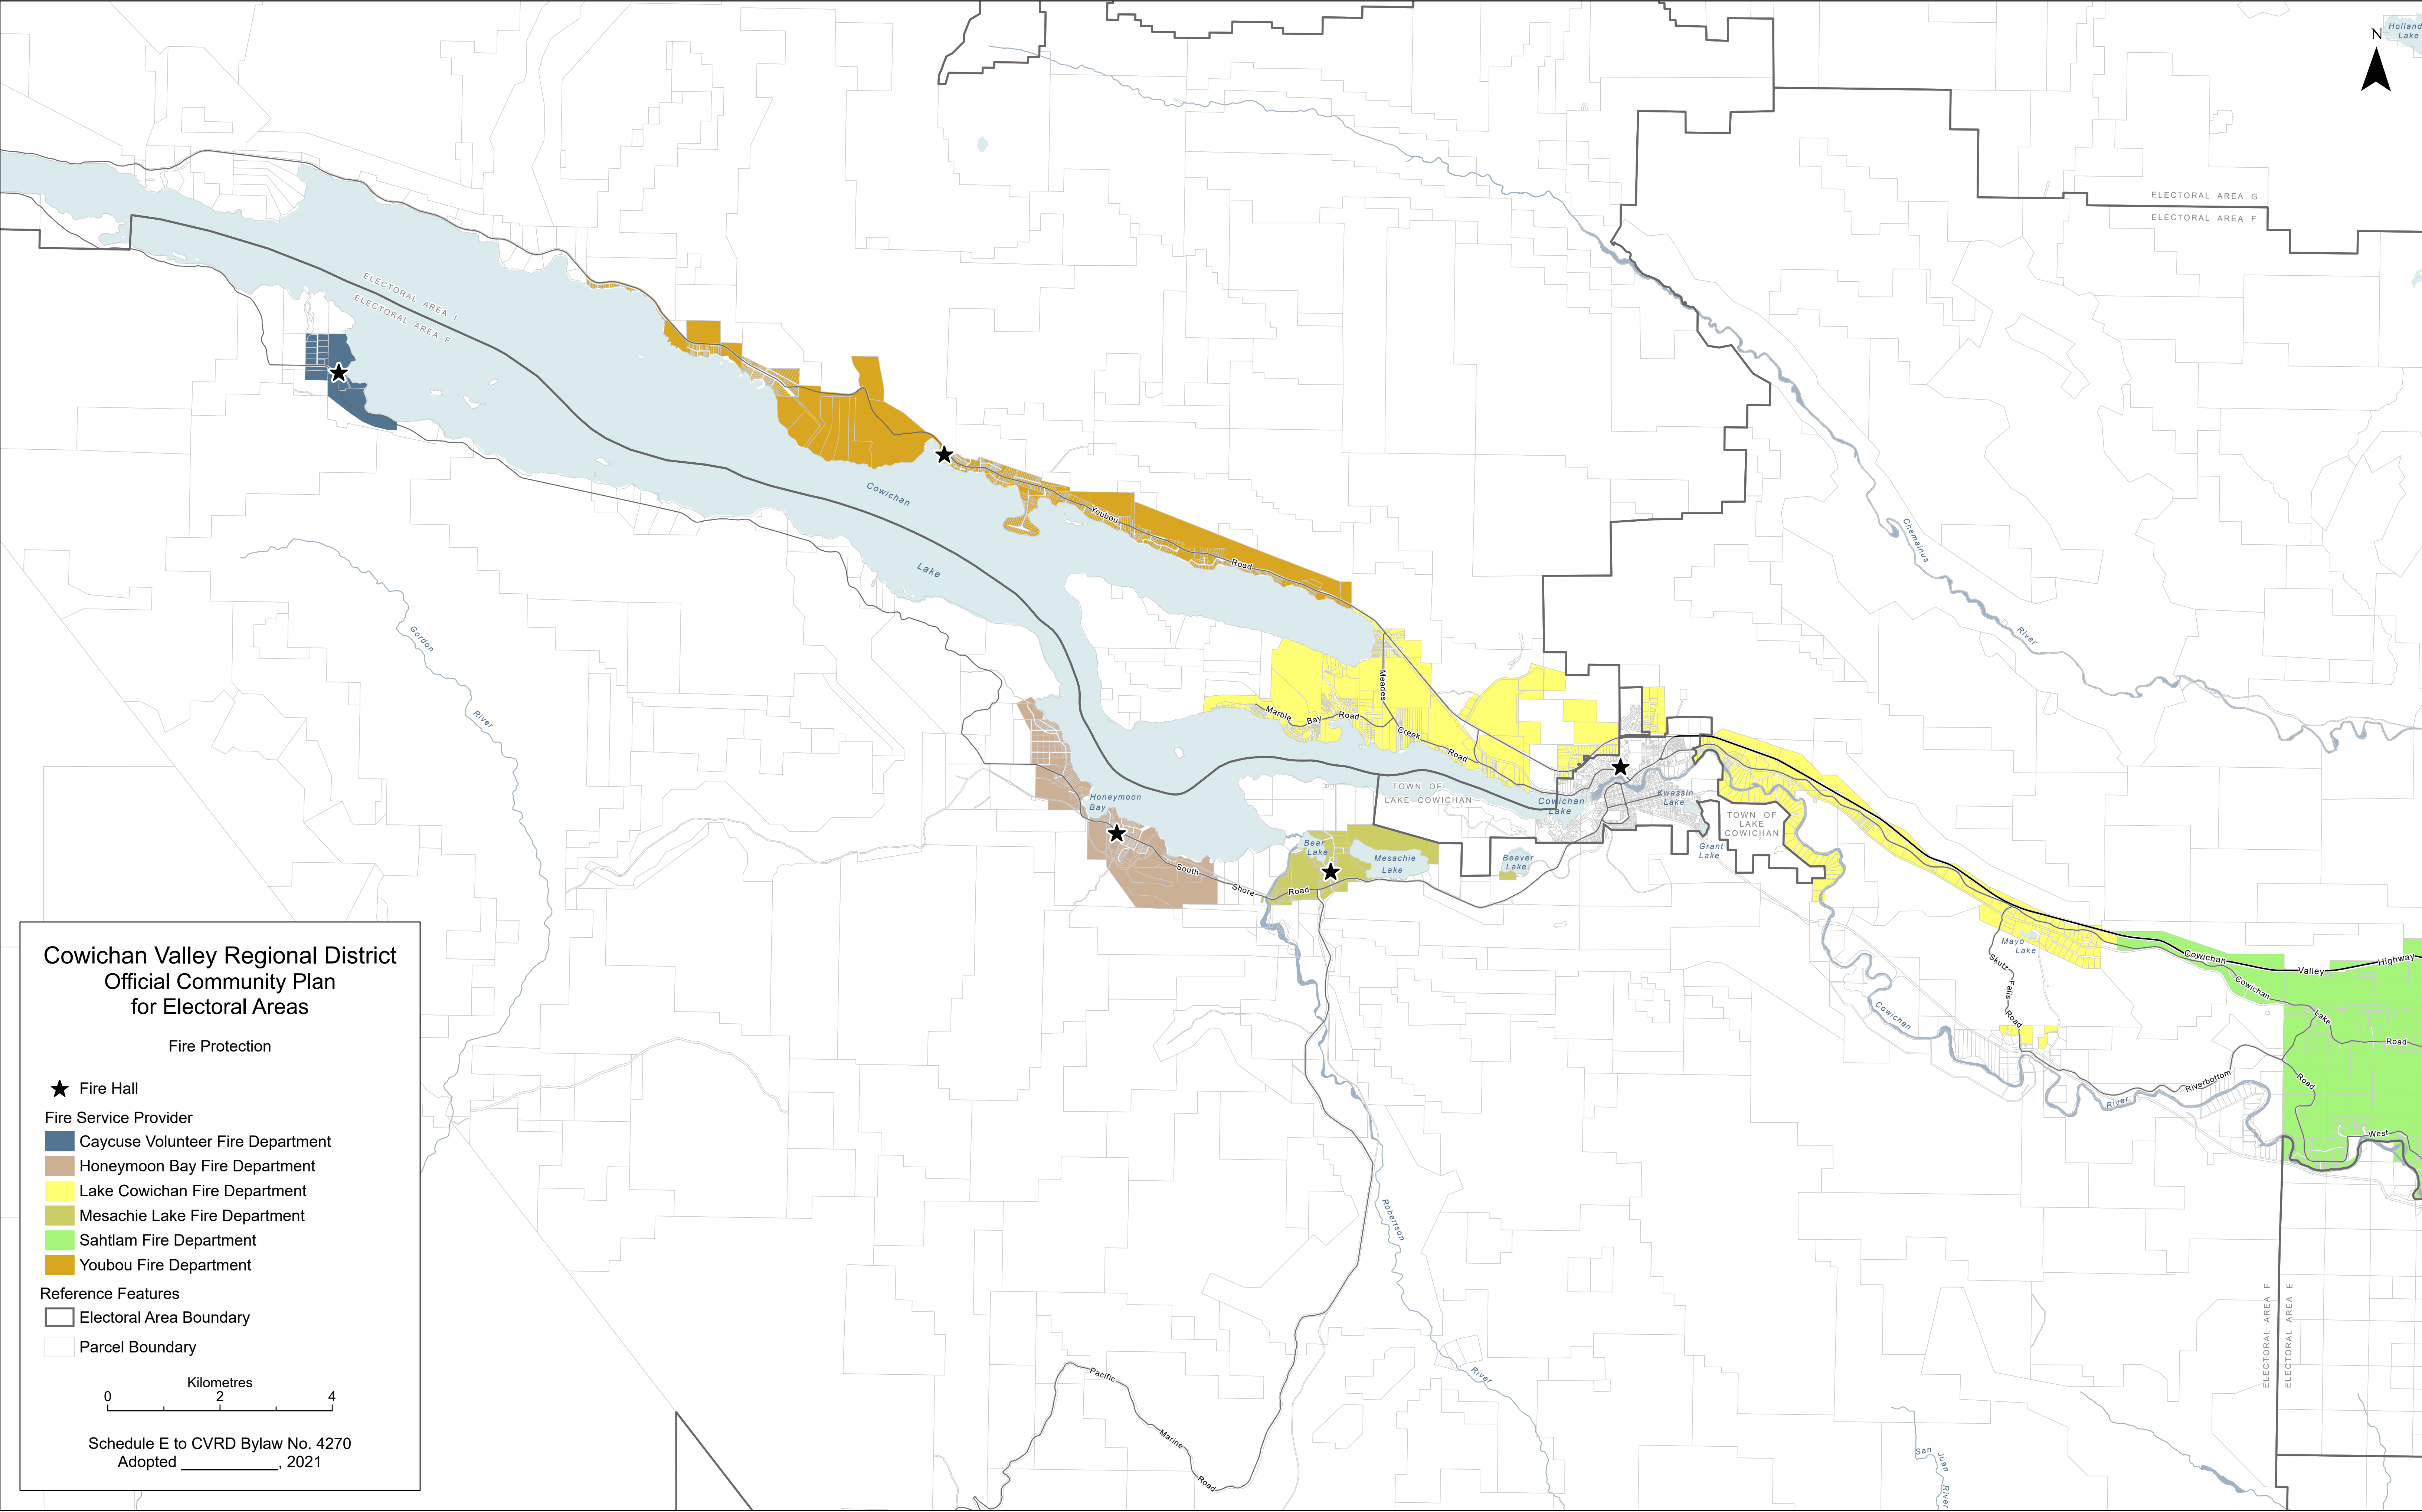 Holland
Lake
N
ELECTORAL AREA G
ELECTORAL AREA F
ELECTORAL AREA I
ELECTORAL AREA F
Cowichan
Lake
Youbou
Road
Chemainus
River
Gordon
River
Meades
Creek
Road
Marble
Bay
Road
Honeymoon
Bay
TOWN OF
LAKE COWICHAN
Cowichan
Lake
Kwassin
Lake
TOWN OF
LAKE
COWICHAN
Grant
Lake
Bear
Lake
Mesachie
Lake
Beaver
Lake
South
Shore
Road
Mayo
Lake
Skutz
Falls
Road
Cowichan
Valley
Highway
Cowichan
Lake
Road
Cowichan
River
Riverbottom
Road
West
Robertson
River
Pacific
Marine
Road
San
Juan
River
ELECTORAL AREA F
ELECTORAL AREA E
Cowichan Valley Regional District
Official Community Plan
for Electoral Areas
Fire Protection
Fire Hall
Fire Service Provider
Caycuse Volunteer Fire Department
Honeymoon Bay Fire Department
Lake Cowichan Fire Department
Mesachie Lake Fire Department
Sahtlam Fire Department
Youbou Fire Department
Reference Features
Electoral Area Boundary
Parcel Boundary
Kilometres
0 2 4
Schedule E to CVRD Bylaw No. 4270
Adopted ____________, 2021